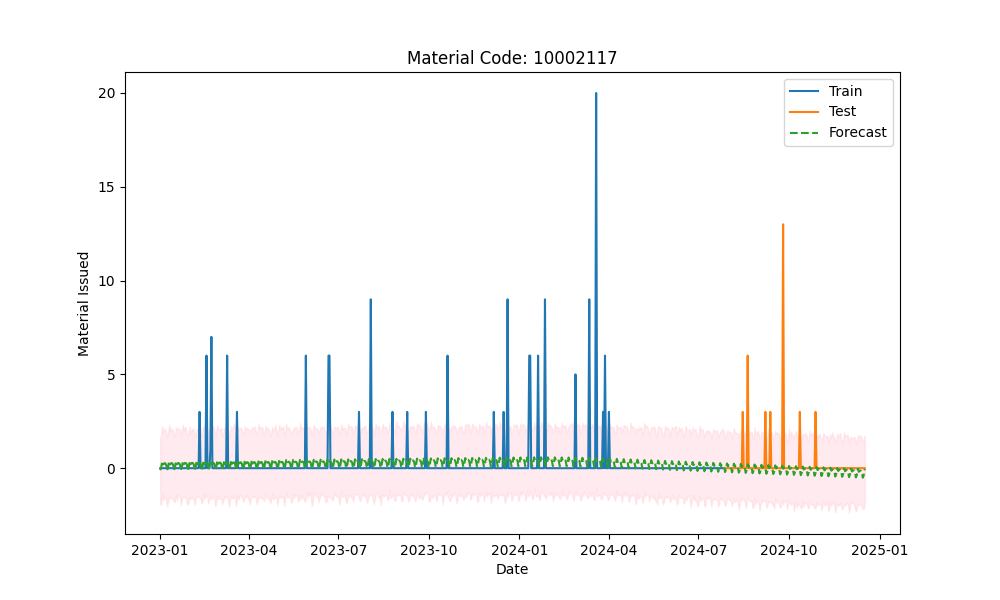 Material Code: 10002117
Train
Test
Forecast
Material Issued
20
15
10
5
0
2023-01 2023-04 2023-07 2023-10 2024-01 2024-04 2024-07 2024-10 2025-01
Date